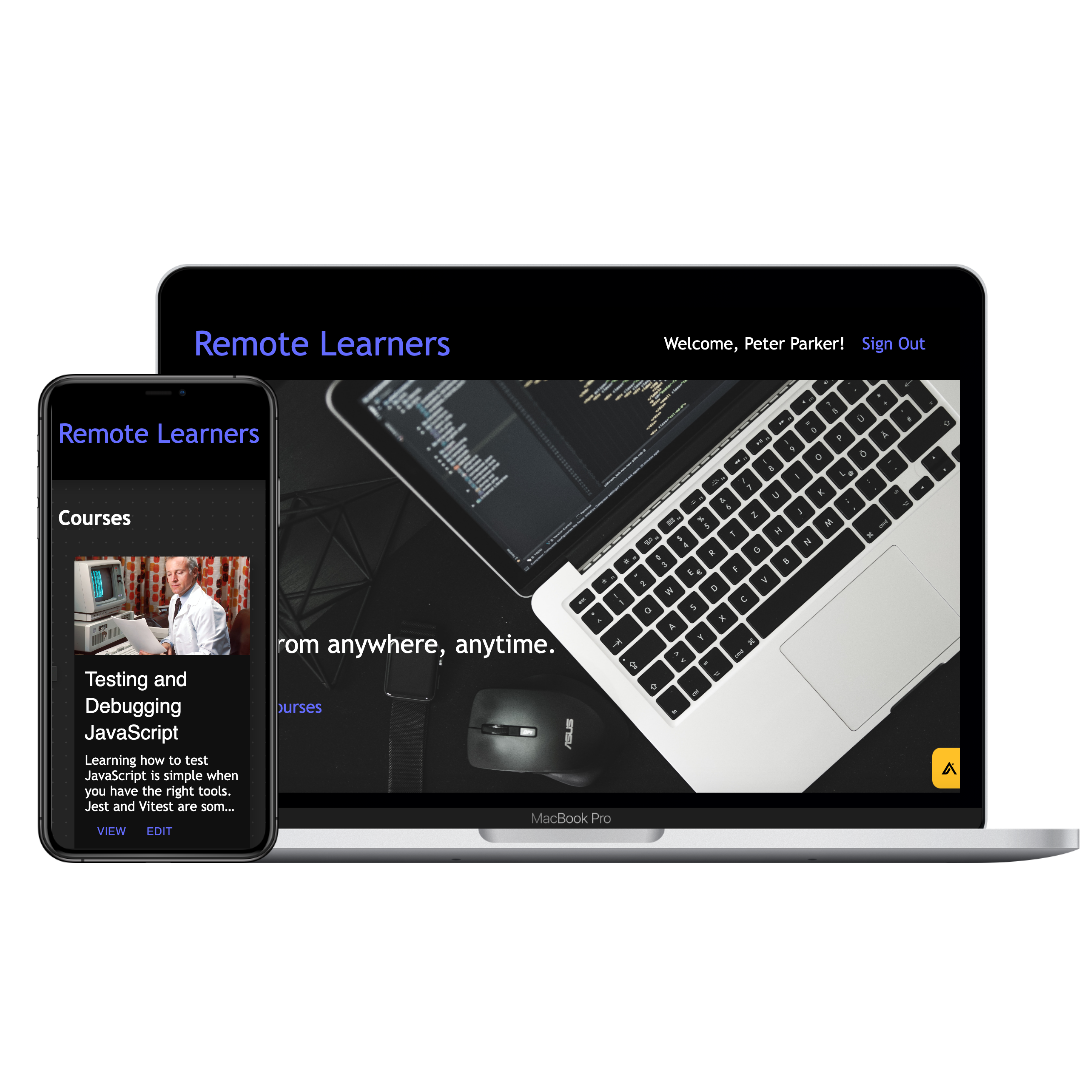 Remote Learners
Welcome, Peter Parker! Sign Out
rom anywhere, anytime.
ourses
ASUS
MacBook Pro
Remote Learners
Courses
Testing and
Debugging
JavaScript
Learning how to test
JavaScript is simple when
you have the right tools.
Jest and Vitest are som...
VIEW EDIT